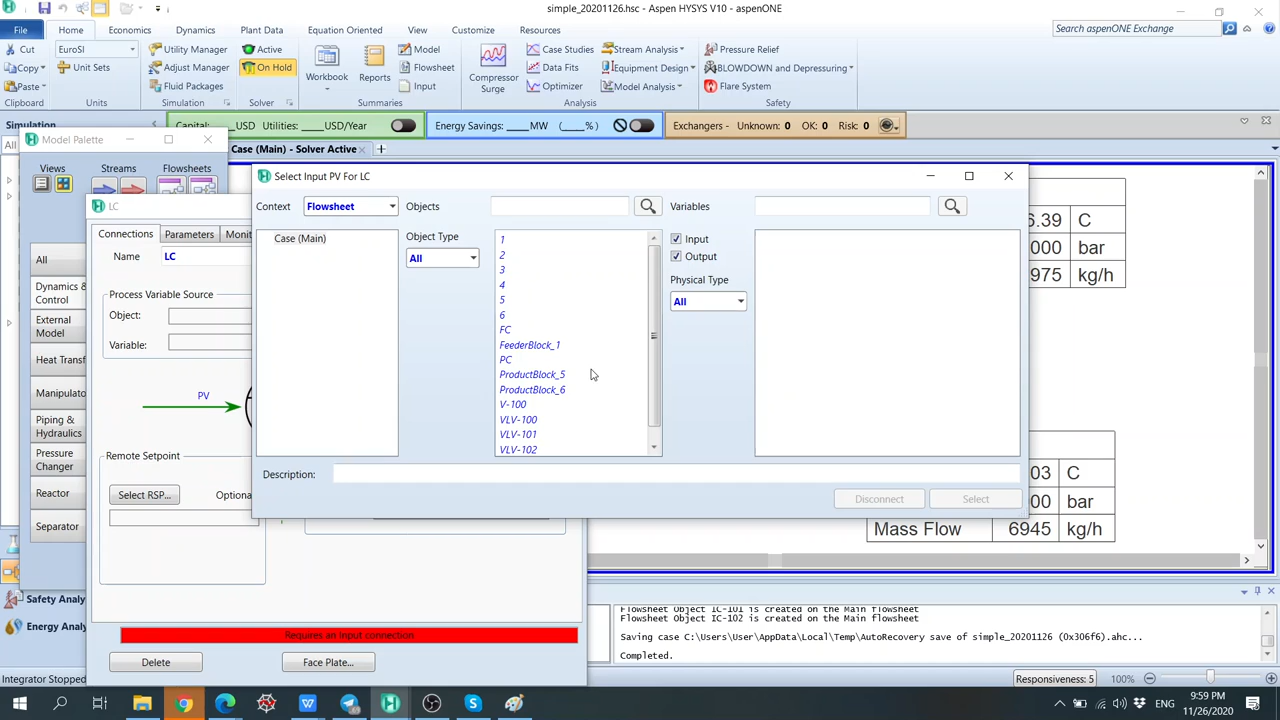 simple_20201126.hsc - Aspen HYSYS V10 - aspenONE
File
Home
Economics
Dynamics
Plant Data
Equation Oriented
View
Customize
Resources
Search aspenONE Exchange
Cut
Copy
Paste
Clipboard
EuroSI
Unit Sets
Units
Utility Manager
Adjust Manager
Fluid Packages
Simulation
Active
On Hold
Solver
Workbook
Reports
Model
Flowsheet
Input
Summaries
Compressor
Surge
Case Studies
Data Fits
Optimizer
Stream Analysis
Equipment Design
Model Analysis
Analysis
Pressure Relief
BLOWDOWN and Depressuring
Flare System
Safety
Capital:____USD Utilities:____USD/Year
Energy Savings: ____MW (____%)
Exchangers - Unknown: 0 OK: 0 Risk: 0
Simulation
All
Model Palette
Case (Main) - Solver Active
Views
Streams
Flowsheets
All
Dynamics &
Control
External
Model
Heat Transf
Manipulato
Piping &
Hydraulics
Pressure
Changer
Reactor
Separator
LC
Connections
Parameters
Monit
Name LC
Process Variable Source
Object:
Variable:
PV
Remote Setpoint
Select RSP...
Optiona
Requires an Input connection
Delete
Face Plate...
Select Input PV For LC
Context
Flowsheet
Objects
Variables
Case (Main)
Object Type
All
1
2
3
4
5
6
FC
FeederBlock_1
PC
ProductBlock_5
ProductBlock_6
V-100
VLV-100
VLV-101
VLV-102
Input
Output
Physical Type
All
Description:
Disconnect
Select
6.39 C
000 bar
975 kg/h
03 C
00 bar
Mass Flow 6945 kg/h
Safety Analy
Energy Analy
Flowsheet Object IC-101 is created on the Main flowsheet
Flowsheet Object IC-102 is created on the Main flowsheet
Saving case C:\Users\User\AppData\Local\Temp\AutoRecovery save of simple_20201126 (0x306f6).ahc...
Completed.
Integrator Stopped
Responsiveness: 5
100%
9:59 PM
11/26/2020